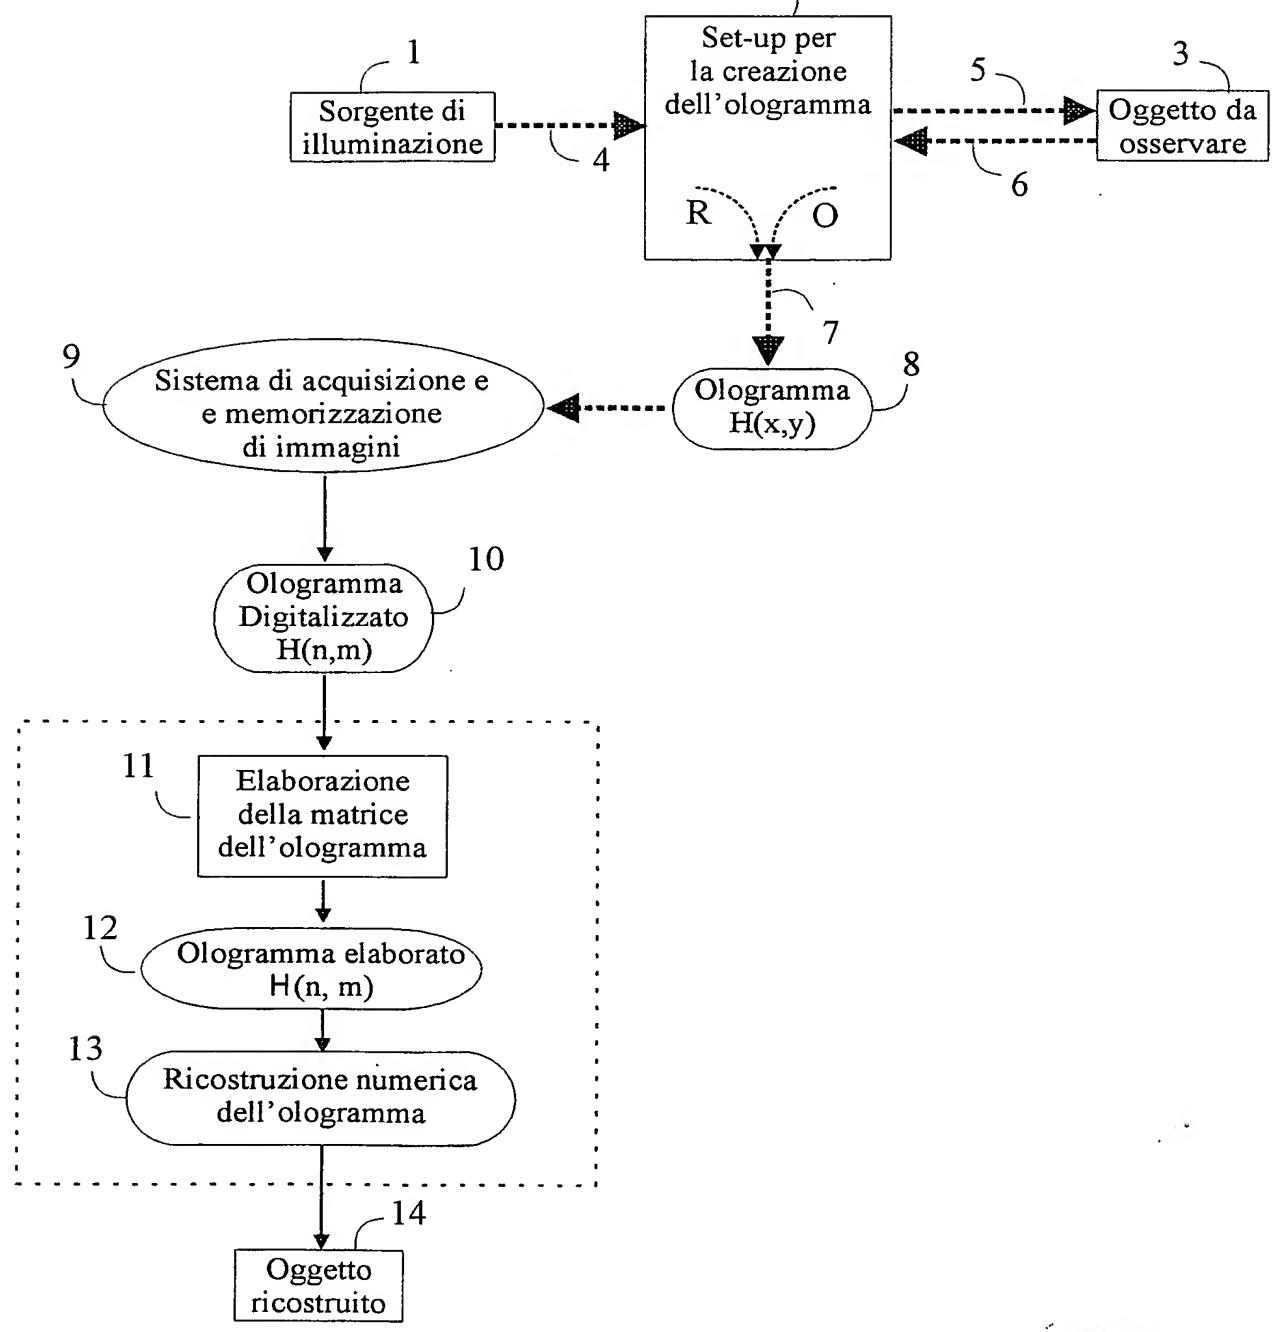 1
Sorgente di
illuminazione
4
Set-up per
la creazione
dell'ologramma
R
O
5
6
3
Oggetto da
osservare
7
8
Ologramma
H(x,y)
9
Sistema di acquisizione e
e memorizzazione
di immagini
10
Ologramma
Digitalizzato
H(n,m)
11
Elaborazione
della matrice
dell'ologramma
12
Ologramma elaborato
H(n, m)
13
Ricostruzione numerica
dell'ologramma
14
Oggetto
ricostruito